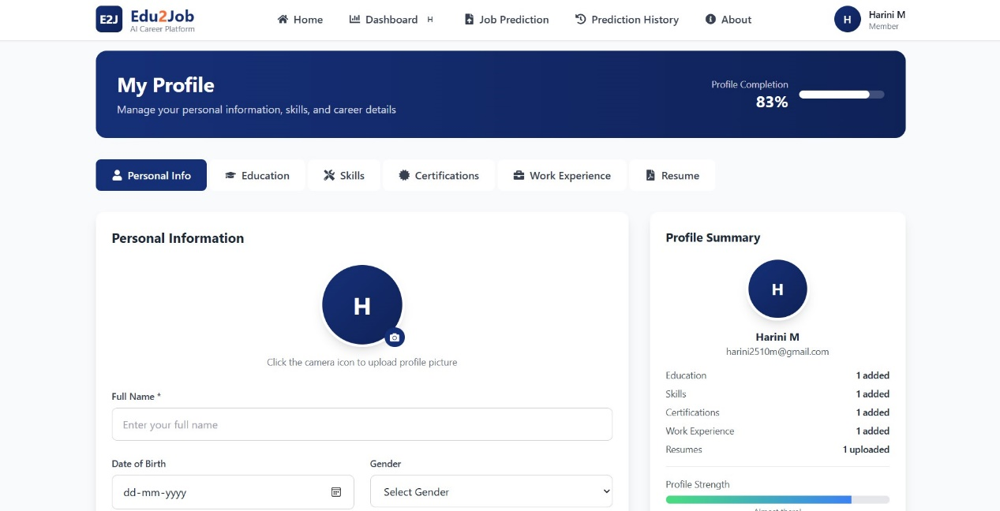 E2J Edu2Job
AI Career Platform
Home Dashboard H Job Prediction Prediction History About
H Harini M
Member
My Profile
Manage your personal information, skills, and career details
Profile Completion
83%
Personal Info Education Skills Certifications Work Experience Resume
Personal Information
H
Click the camera icon to upload profile picture
Full Name *
Enter your full name
Date of Birth Gender
dd-mm-yyyy Select Gender
Profile Summary
H
Harini M
harini2510m@gmail.com
Education 1 added
Skills 1 added
Certifications 1 added
Work Experience 1 added
Resumes 1 uploaded
Profile Strength
Almost there!